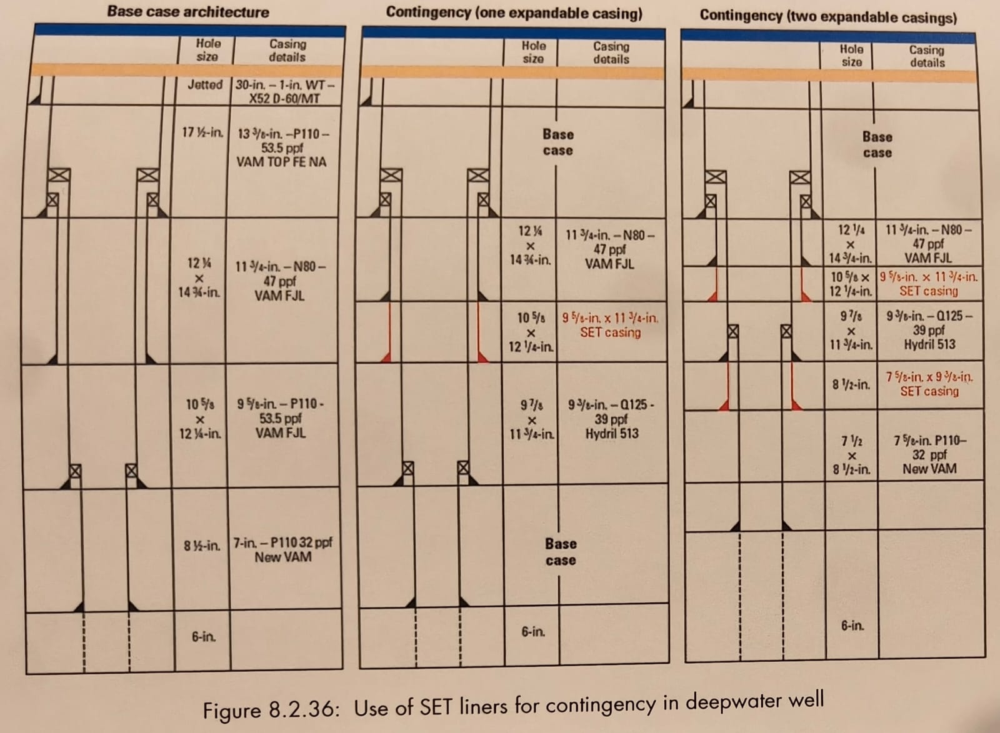 Base case architecture
Hole
size
Casing
details
Jetted
30-in. – 1-in. WT –
X52 D-60/MT
17 ½-in.
13 3/8-in. –P110 –
53.5 ppf
VAM TOP FE NA
12 ¼
×
14 ¾-in.
11 3/4-in. – N80 –
47 ppf
VAM FJL
10 5/8
×
12 ¼-in.
9 5/8-in. – P110 -
53.5 ppf
VAM FJL
8 ½-in.
7-in. – P110 32 ppf
New VAM
6-in.
Contingency (one expandable casing)
Hole
size
Casing
details
Base
case
12 ¼
×
14 ¾-in.
11 3/4-in. – N80 –
47 ppf
VAM FJL
10 5/8
×
12 1/4-in.
9 5/8-in. x 11 3/4-in.
SET casing
9 7/8
×
11 3/4-in.
9 3/8-in. – Q125 -
39 ppf
Hydril 513
Base
case
6-in.
Contingency (two expandable casings)
Hole
size
Casing
details
Base
case
12 1/4
×
14 3/4-in.
11 3/4-in. – N80 –
47 ppf
VAM FJL
10 5/8 ×
12 1/4-in.
9 5/8-in. x 11 3/4-in.
SET casing
9 7/8
×
11 3/4-in.
9 3/8-in. – Q125 –
39 ppf
Hydril 513
8 1/2-in.
7 5/8-in. x 9 3/8-in.
SET casing
7 1/2
×
8 1/2-in.
7 5/8-in. P110–
32 ppf
New VAM
6-in.
Figure 8.2.36: Use of SET liners for contingency in deepwater well